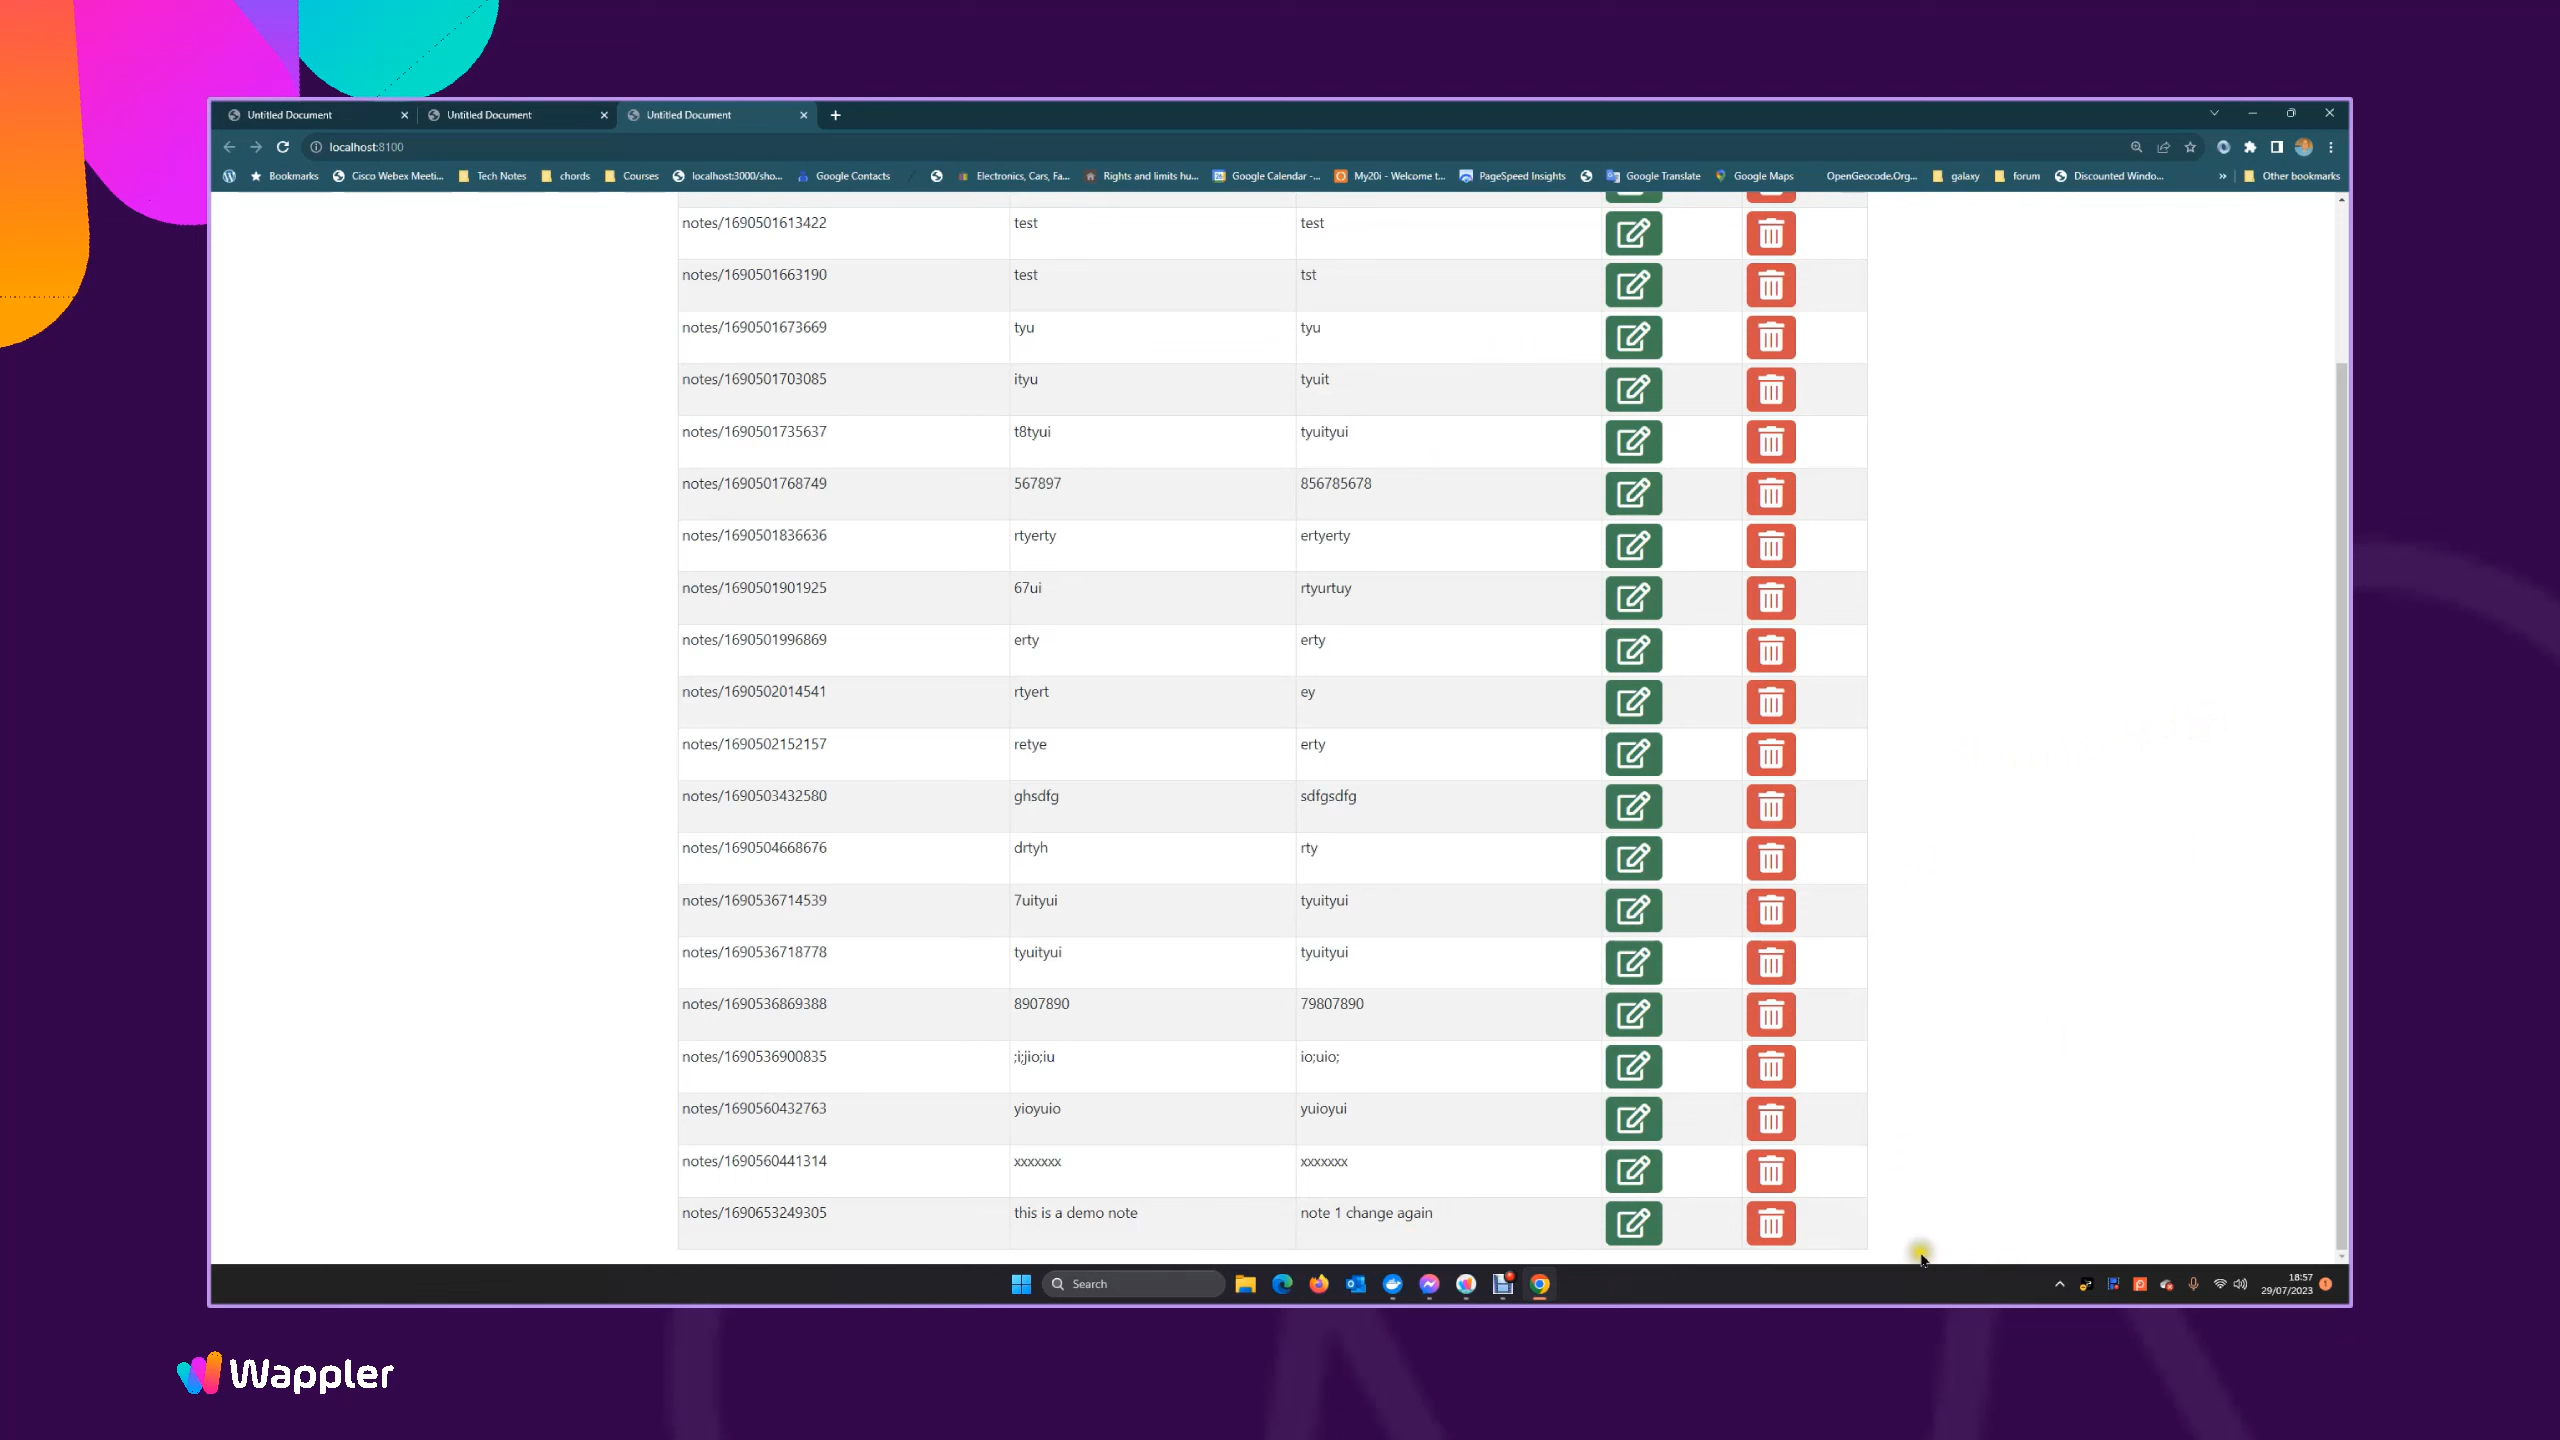 Untitled Document Untitled Document Untitled Document
localhost:8100
Bookmarks Cisco Webex Meeti... Tech Notes chords Courses localhost:3000/sho... Google Contacts Electronics, Cars, Fa... Rights and limits hu... Google Calendar -... My20i - Welcome t... PageSpeed Insights Google Translate Google Maps OpenGeocode.Org... galaxy forum Discounted Windo... » Other bookmarks
notes/1690501613422 test test
notes/1690501663190 test tst
notes/1690501673669 tyu tyu
notes/1690501703085 ityu tyuit
notes/1690501735637 t8tyui tyuityui
notes/1690501768749 567897 856785678
notes/1690501836636 rtyerty ertyerty
notes/1690501901925 67ui rtyurtuy
notes/1690501996869 erty erty
notes/1690502014541 rtyert ey
notes/1690502152157 retye erty
notes/1690503432580 ghsdfg sdfgsdfg
notes/1690504668676 drtyh rty
notes/1690536714539 7uityui tyuityui
notes/1690536718778 tyuityui tyuityui
notes/1690536869388 8907890 79807890
notes/1690536900835 ;i;jio;iu io;uio;
notes/1690560432763 yioyuio yuioyui
notes/1690560441314 xxxxxxx xxxxxxx
notes/1690653249305 this is a demo note note 1 change again
Search
18:57
29/07/2023 1
Wappler